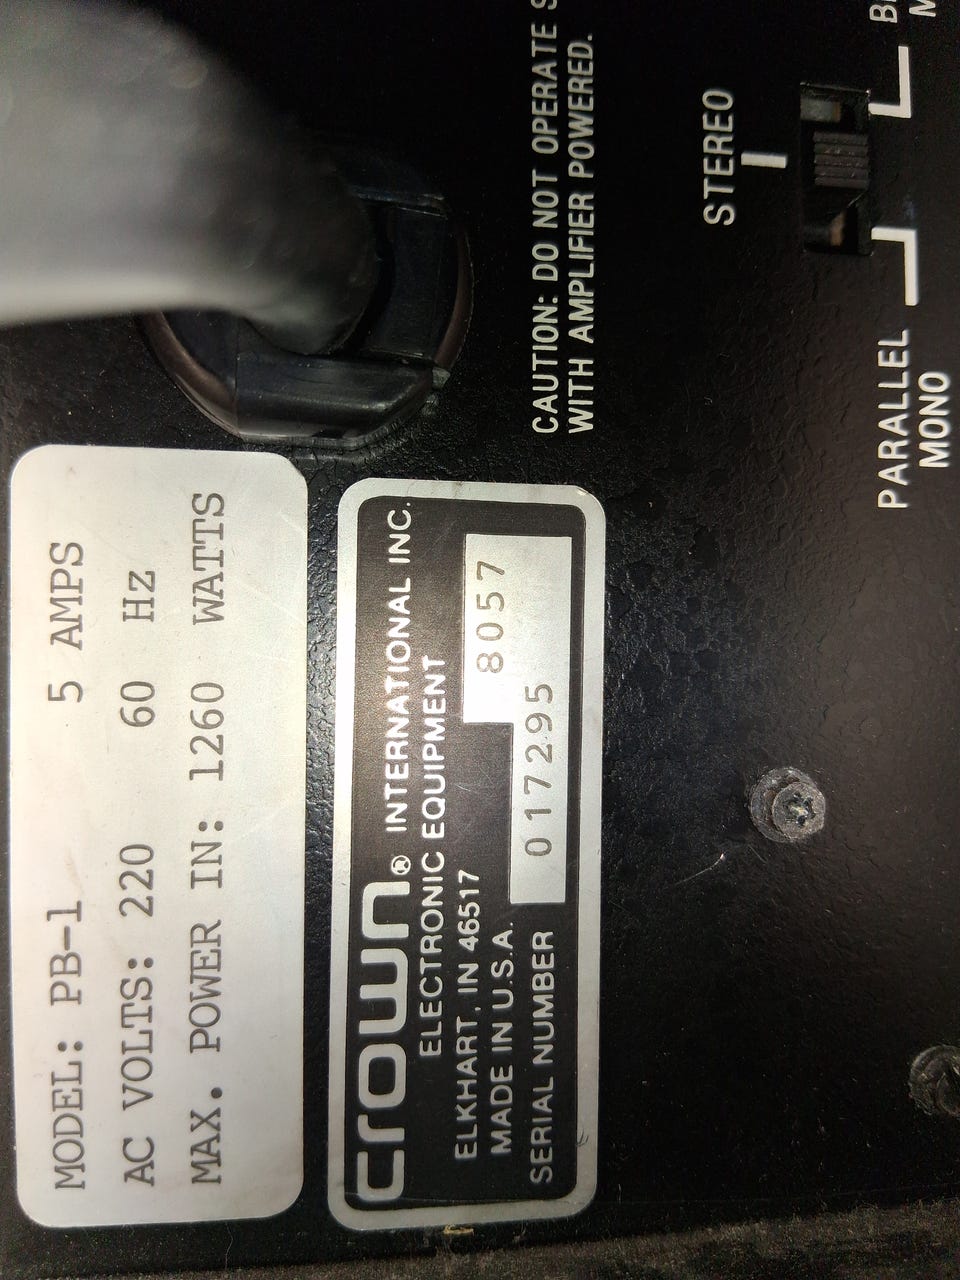 MODEL: PB-1 5 AMPS
AC VOLTS: 220 60 Hz
MAX. POWER IN: 1260 WATTS
crown® INTERNATIONAL INC.
ELECTRONIC EQUIPMENT
ELKHART, IN 46517
MADE IN U.S.A.
8057
SERIAL NUMBER
017295
CAUTION: DO NOT OPERATE
WITH AMPLIFIER POWERED.
STEREO
PARALLEL
MONO